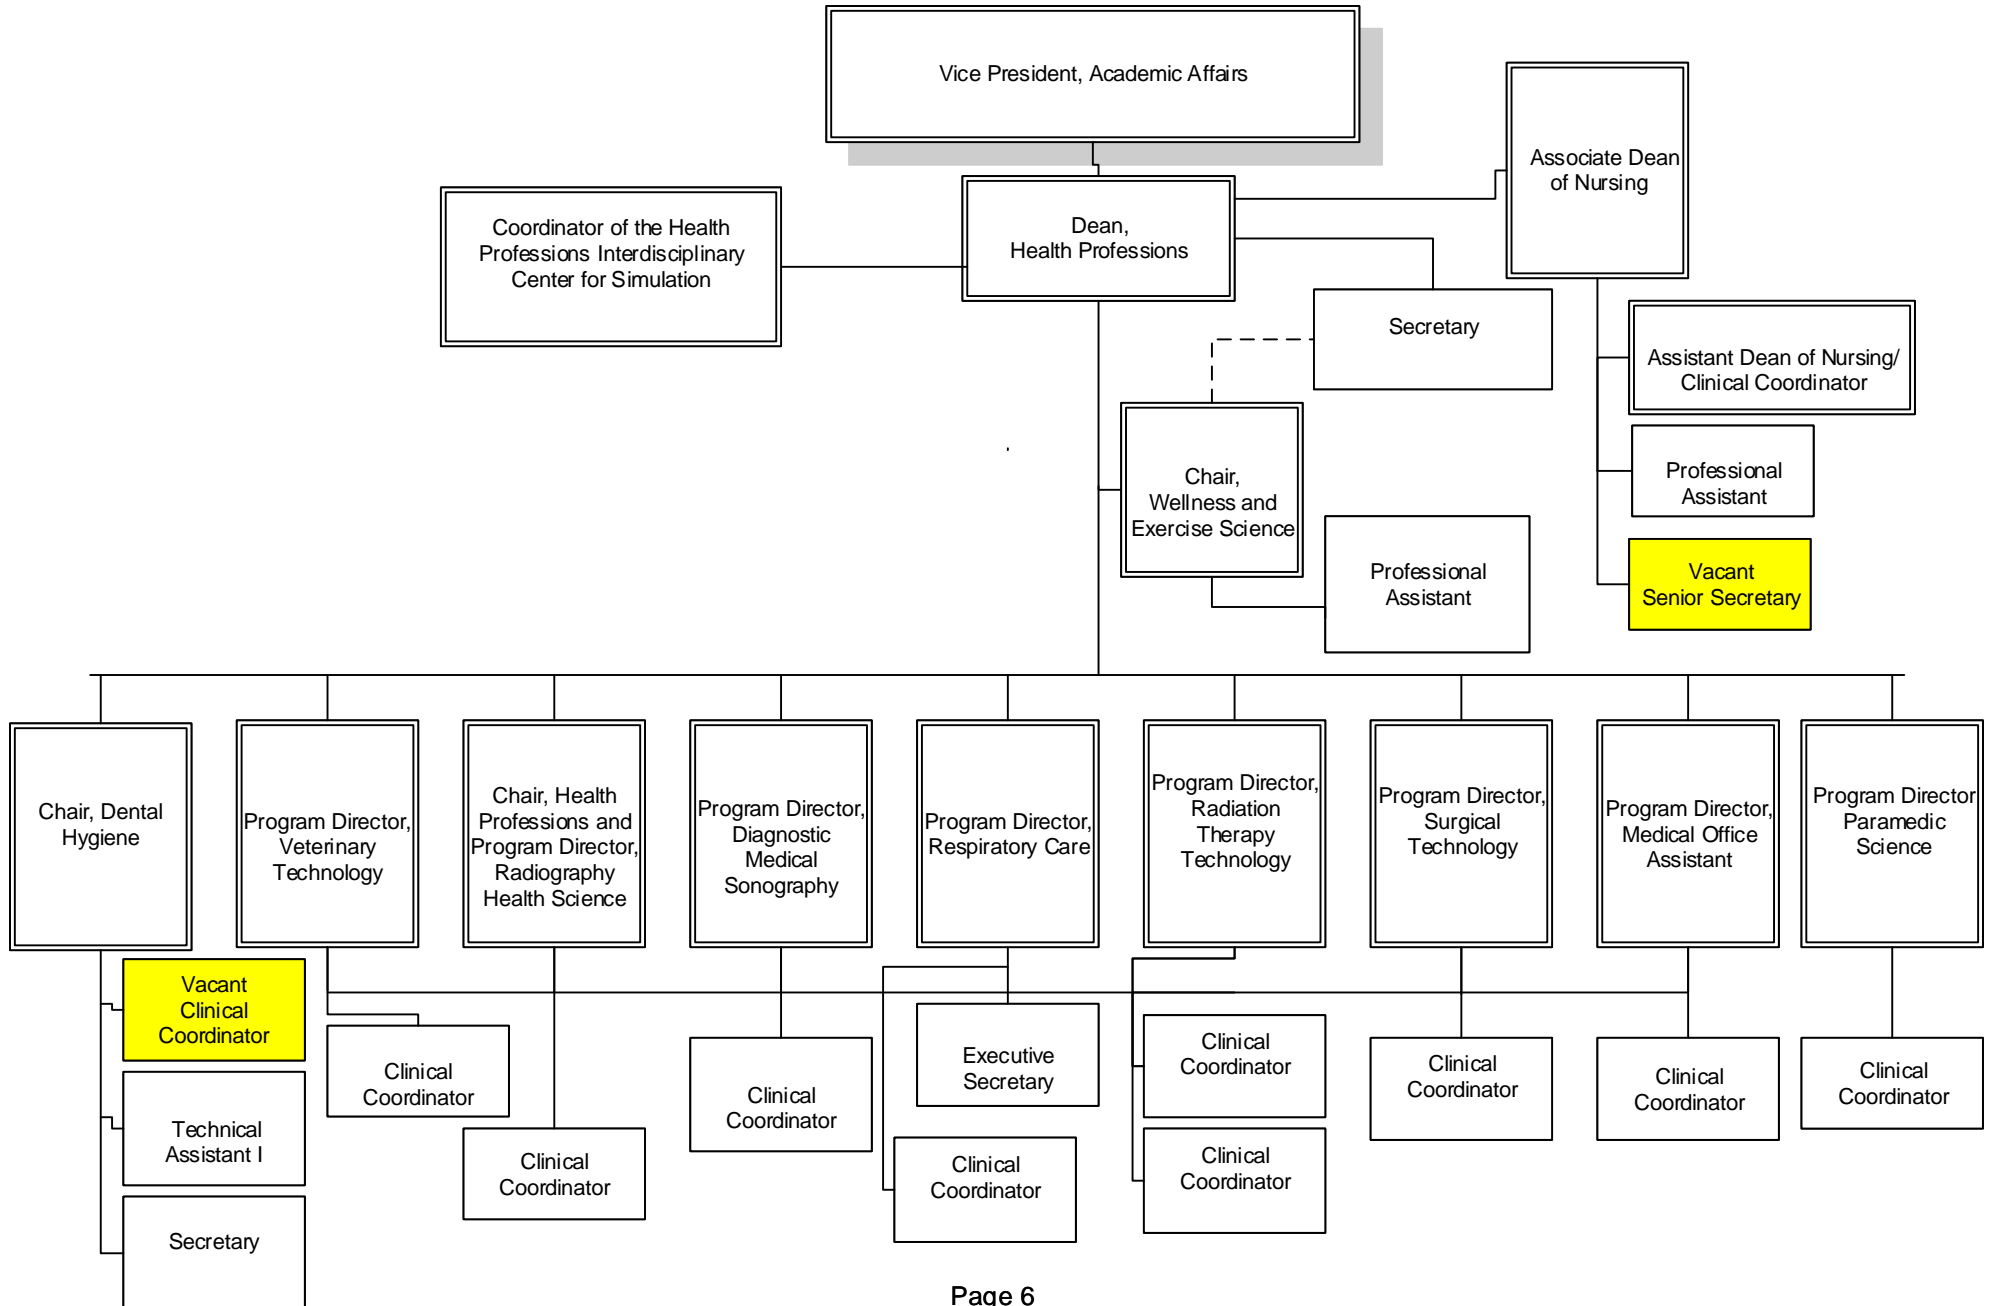 Vice President, Academic Affairs
Associate Dean
of Nursing
Coordinator of the Health
Professions Interdisciplinary
Center for Simulation
Dean,
Health Professions
Secretary
Assistant Dean of Nursing/
Clinical Coordinator
Chair,
Wellness and
Exercise Science
Professional
Assistant
Professional
Assistant
Vacant
Senior Secretary
Chair, Dental
Hygiene
Program Director,
Veterinary
Technology
Chair, Health
Professions and
Program Director,
Radiography
Health Science
Program Director,
Diagnostic
Medical
Sonography
Program Director,
Respiratory Care
Program Director,
Radiation
Therapy
Technology
Program Director,
Surgical
Technology
Program Director,
Medical Office
Assistant
Program Director
Paramedic
Science
Vacant
Clinical
Coordinator
Technical
Assistant I
Secretary
Clinical
Coordinator
Clinical
Coordinator
Clinical
Coordinator
Executive
Secretary
Clinical
Coordinator
Clinical
Coordinator
Clinical
Coordinator
Clinical
Coordinator
Clinical
Coordinator
Clinical
Coordinator
Page 6